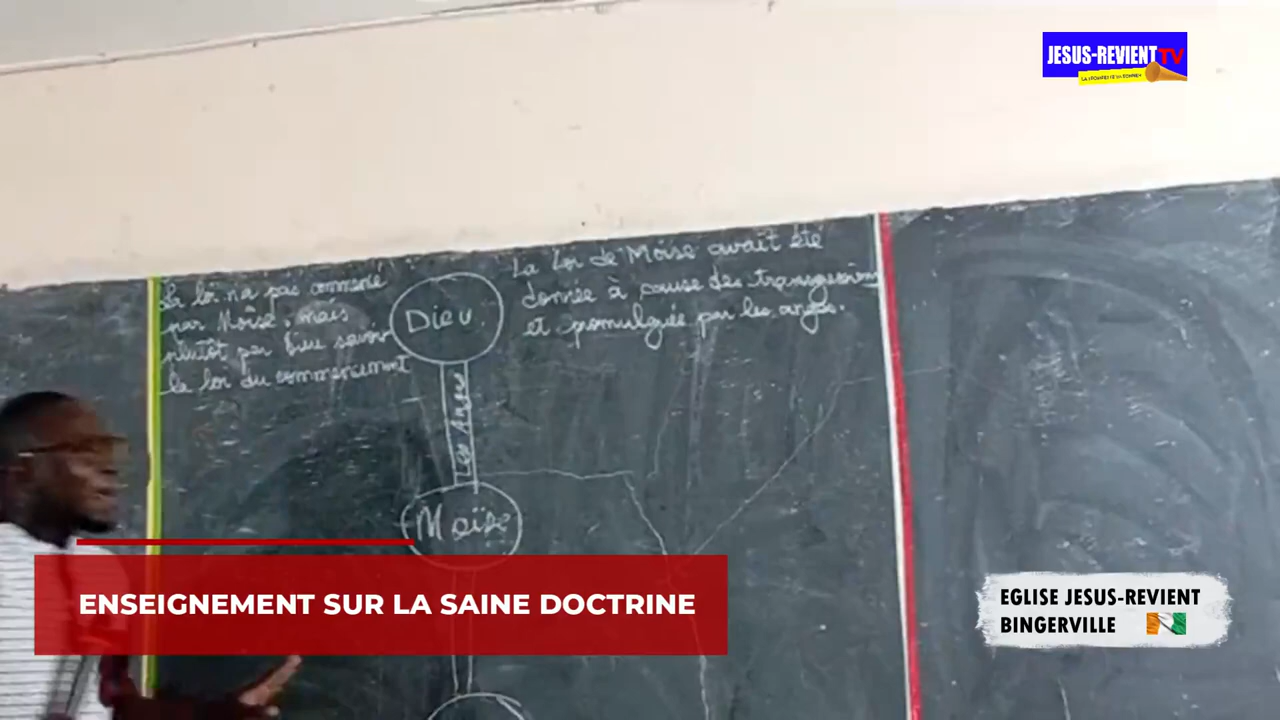 JESUS-REVIENT TV
La loi n'a pas commencé
par Moïse, mais
plutôt par Dieu savoir
la loi du commencement
Dieu
La loi de Moïse avait été
donnée à cause des transgressions
et promulguée par les anges.
Les Anges
Moïse
ENSEIGNEMENT SUR LA SAINE DOCTRINE
EGLISE JESUS-REVIENT
BINGERVILLE